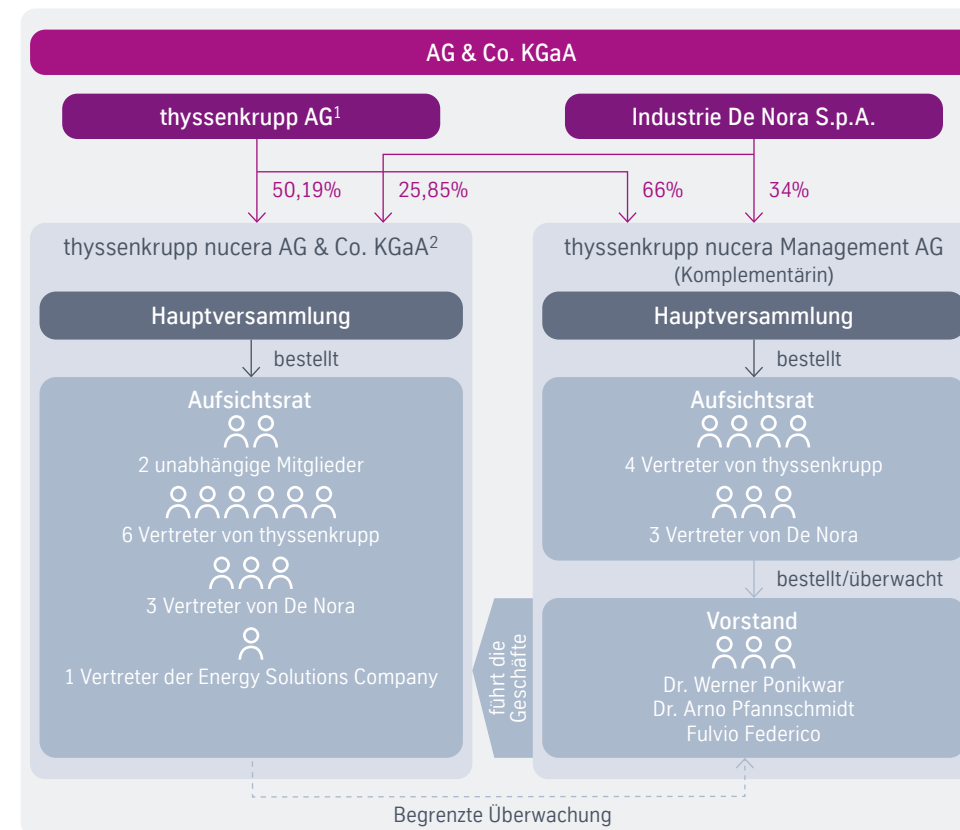 AG & Co. KGaA
thyssenkrupp AG¹
Industrie De Nora S.p.A.
50,19%
25,85%
66%
34%
thyssenkrupp nucera AG & Co. KGaA²
Hauptversammlung
bestellt
Aufsichtsrat
2 unabhängige Mitglieder
6 Vertreter von thyssenkrupp
3 Vertreter von De Nora
1 Vertreter der Energy Solutions Company
thyssenkrupp nucera Management AG
(Komplementärin)
Hauptversammlung
bestellt
Aufsichtsrat
4 Vertreter von thyssenkrupp
3 Vertreter von De Nora
bestellt/überwacht
Vorstand
Dr. Werner Ponikwar
Dr. Arno Pfannschmidt
Fulvio Federico
führt die
Geschäfte
Begrenzte Überwachung